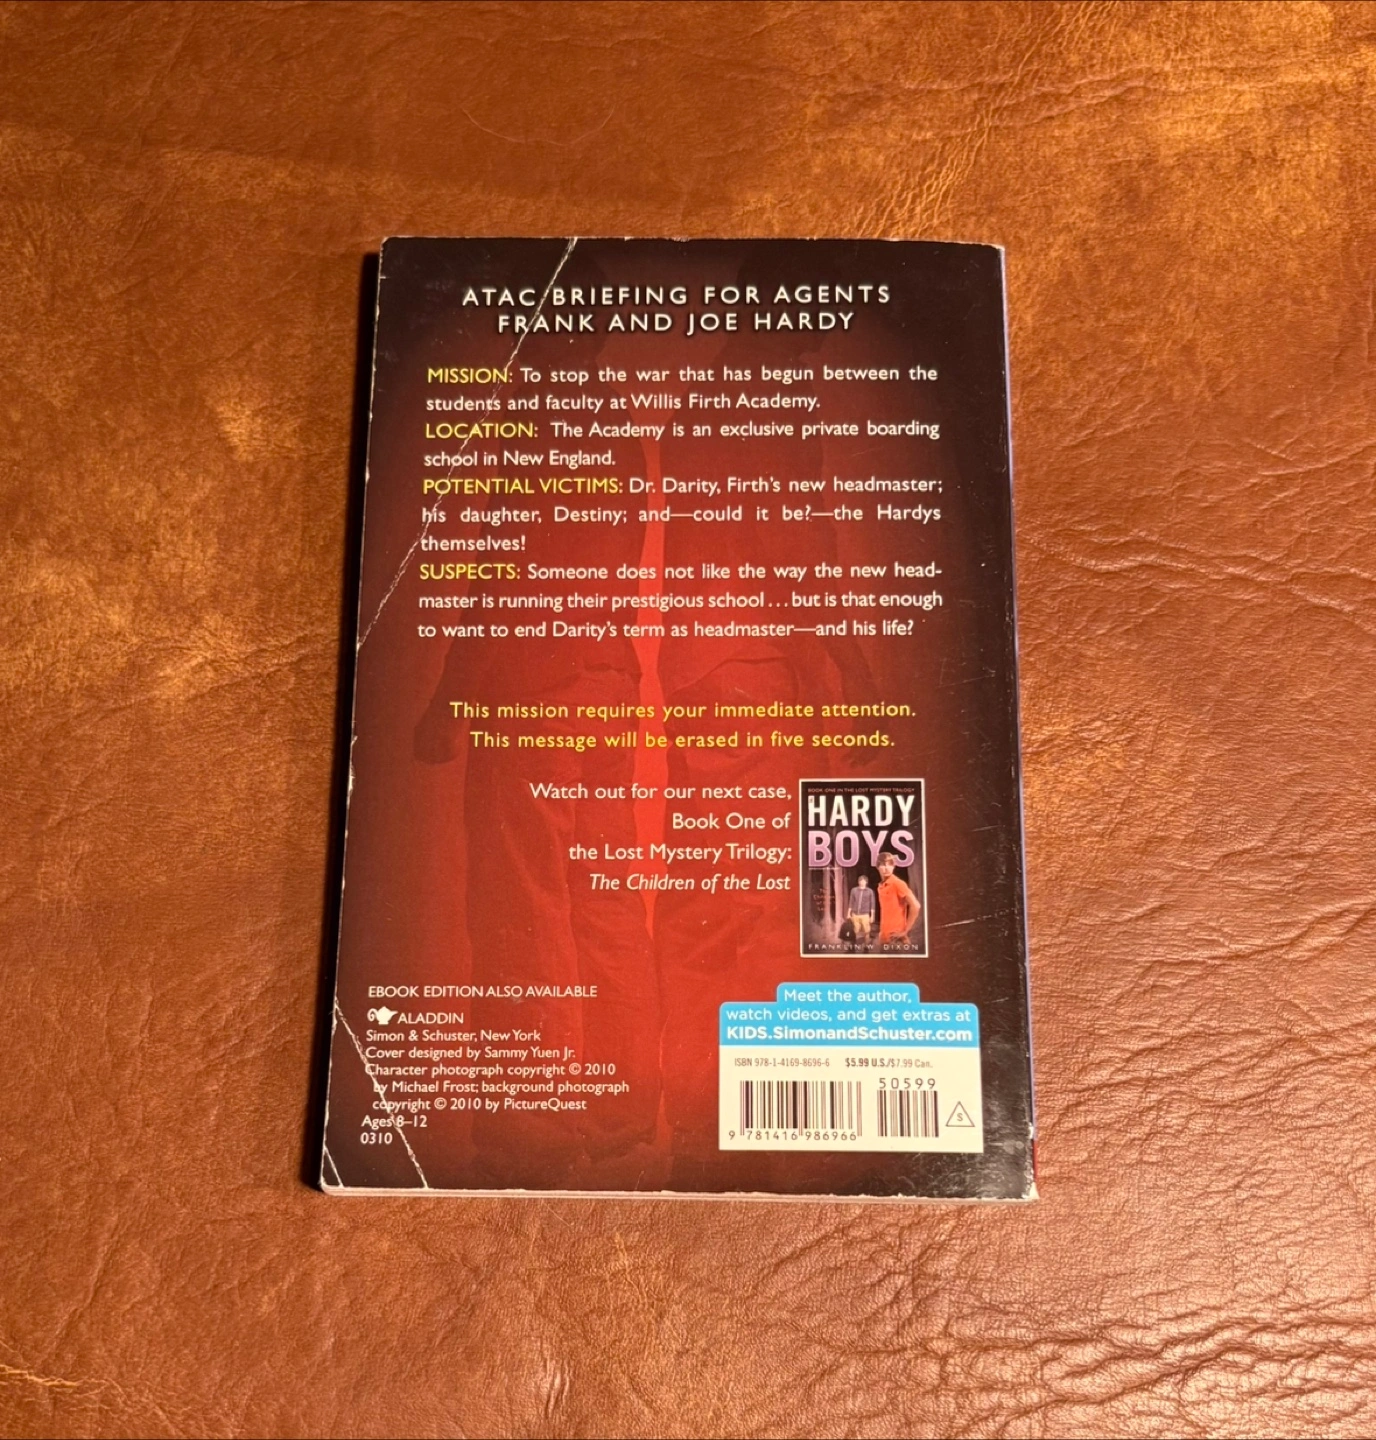 ATAC BRIEFING FOR AGENTS
FRANK AND JOE HARDY
MISSION: To stop the war that has begun between the
students and faculty at Willis Firth Academy.
LOCATION: The Academy is an exclusive private boarding
school in New England.
POTENTIAL VICTIMS: Dr. Darity, Firth's new headmaster;
his daughter, Destiny; and—could it be?—the Hardys
themselves!
SUSPECTS: Someone does not like the way the new head-
master is running their prestigious school...but is that enough
to want to end Darity's term as headmaster—and his life?
This mission requires your immediate attention.
This message will be erased in five seconds.
Watch out for our next case,
Book One of
the Lost Mystery Trilogy:
The Children of the Lost
BOOK ONE IN THE LOST MYSTERY TRILOGY
HARDY
BOYS
FRANKLIN W. DIXON
EBOOK EDITION ALSO AVAILABLE
ALADDIN
Simon & Schuster, New York
Cover designed by Sammy Yuen Jr.
Character photograph copyright © 2010
by Michael Frost; background photograph
copyright © 2010 by PictureQuest
Ages 8–12
0310
Meet the author,
watch videos, and get extras at
KIDS.SimonandSchuster.com
ISBN 978-1-4169-8696-6 $5.99 U.S./$7.99 Can.
50599
9 781416 986966
S